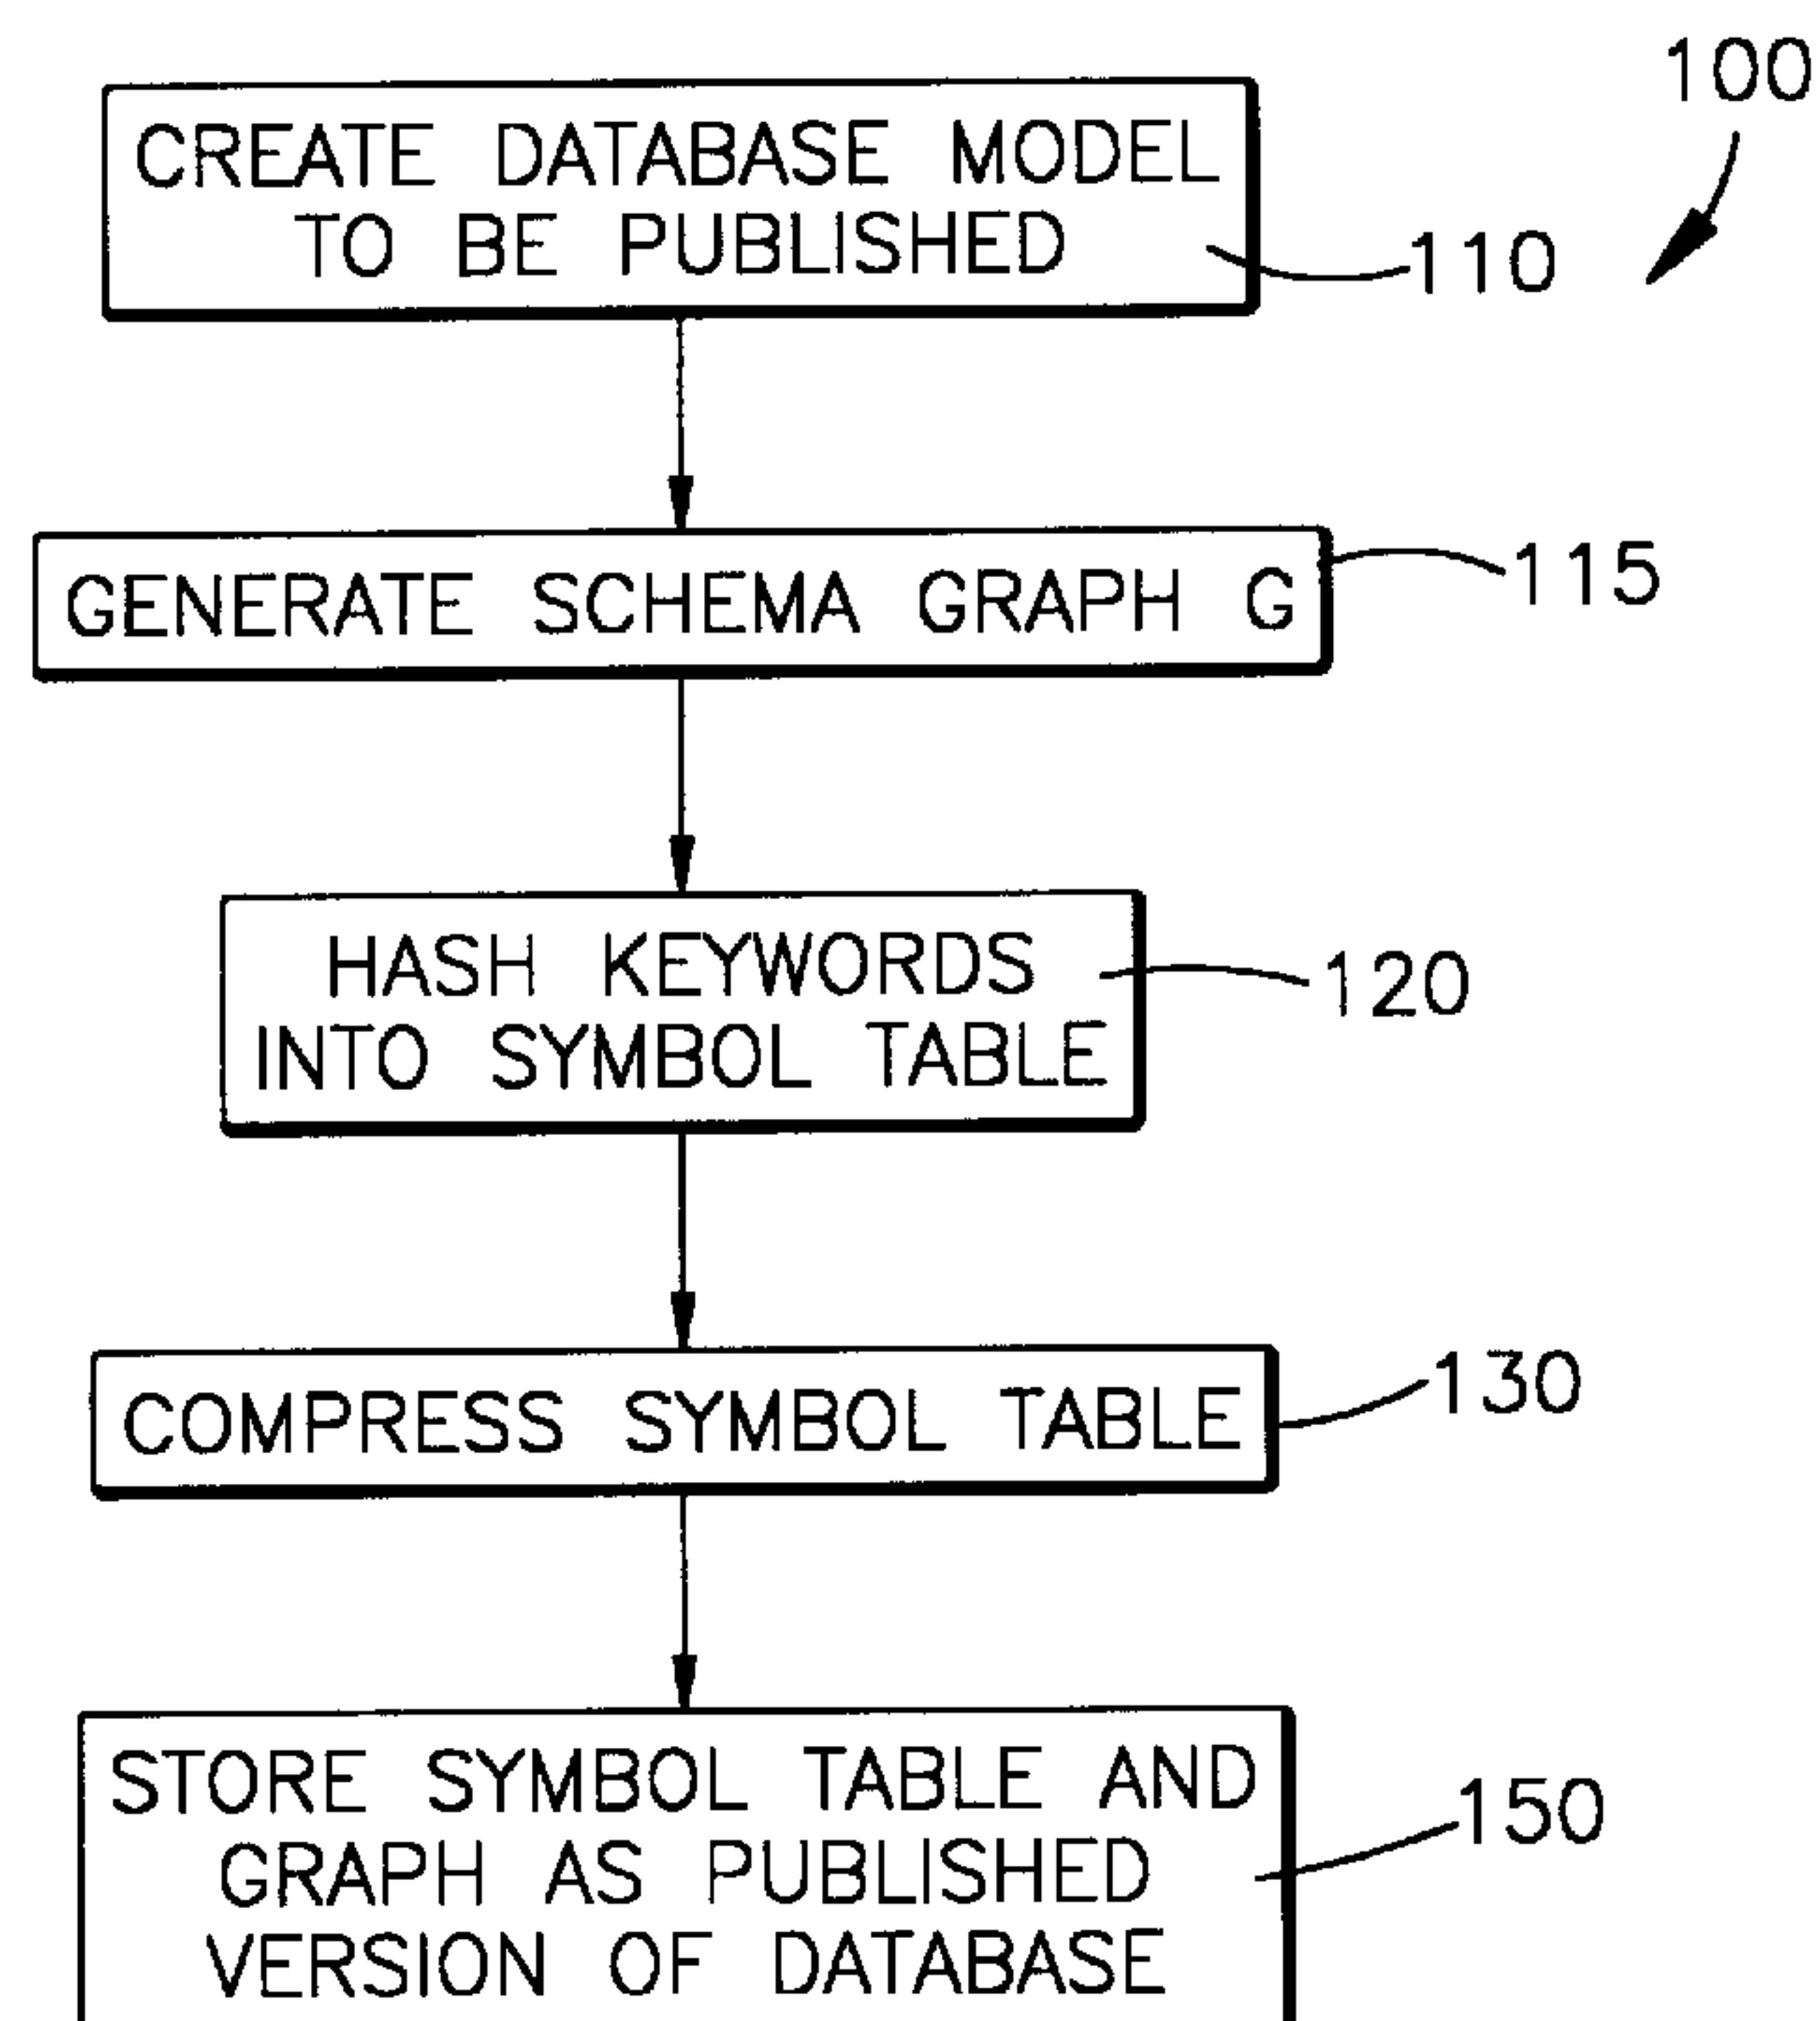 100
CREATE DATABASE MODEL
TO BE PUBLISHED
110
GENERATE SCHEMA GRAPH G
115
HASH KEYWORDS
INTO SYMBOL TABLE
120
COMPRESS SYMBOL TABLE
130
STORE SYMBOL TABLE AND
GRAPH AS PUBLISHED
VERSION OF DATABASE
150